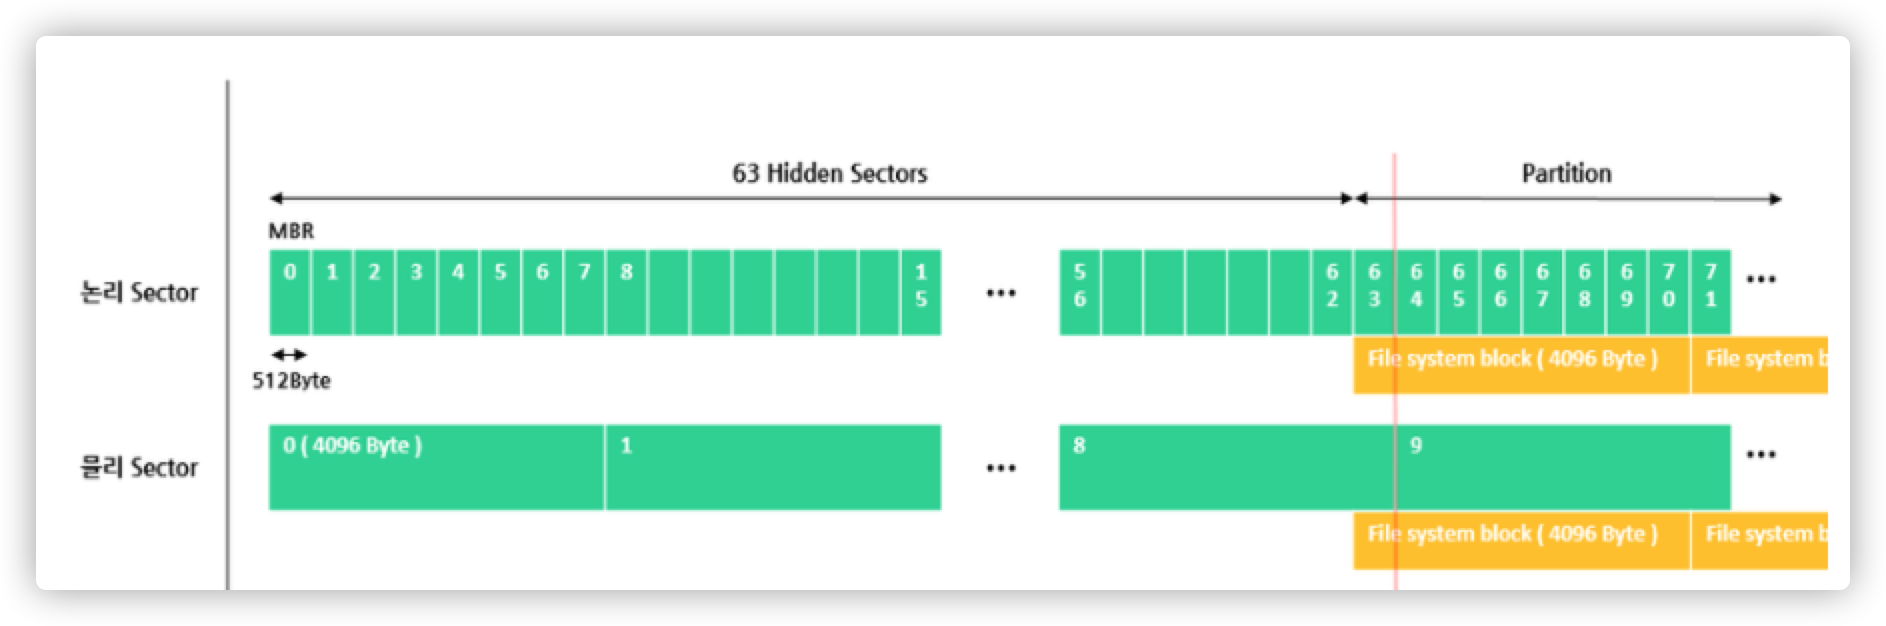 63 Hidden Sectors
Partition
MBR
논리 Sector
0 1 2 3 4 5 6 7 8 15 ••• 56 62 63 64 65 66 67 68 69 70 71 •••
File system block ( 4096 Byte ) File system b
512Byte
물리 Sector
0 ( 4096 Byte ) 1 ••• 8 9 •••
File system block ( 4096 Byte ) File system b